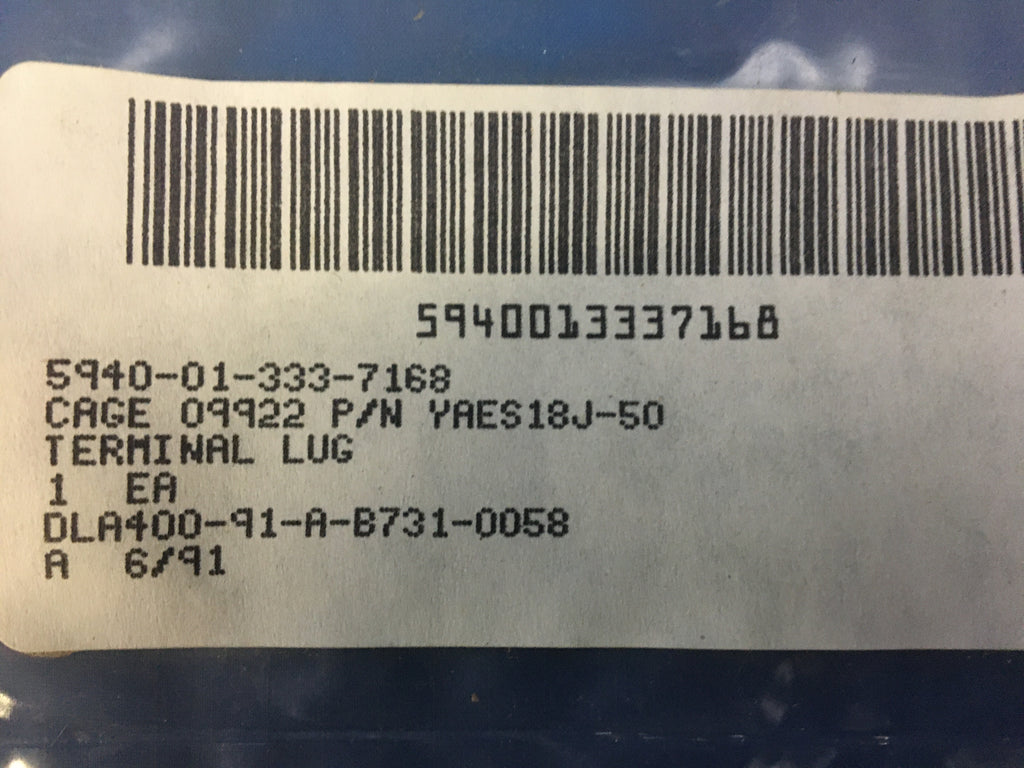 5940013337168
5940-01-333-7168
CAGE 09922 P/N YAES18J-50
TERMINAL LUG
1 EA
DLA400-91-A-B731-0058
A 6/91